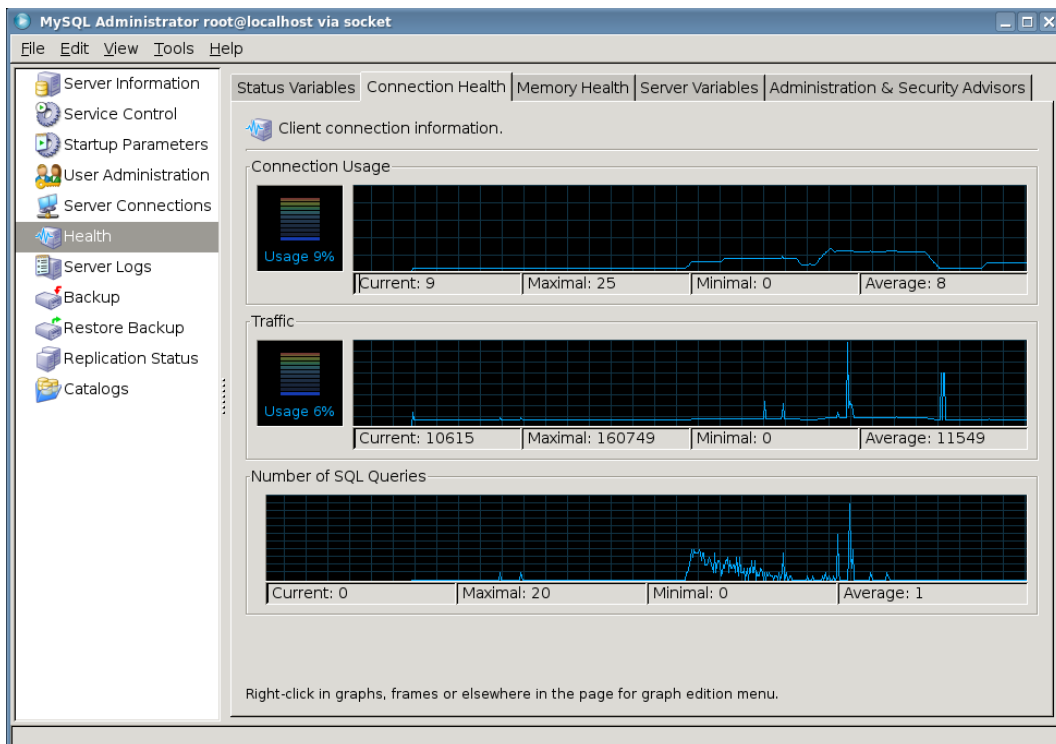 MySQL Administrator root@localhost via socket
File Edit View Tools Help
Server Information
Service Control
Startup Parameters
User Administration
Server Connections
Health
Server Logs
Backup
Restore Backup
Replication Status
Catalogs
Status Variables Connection Health Memory Health Server Variables Administration & Security Advisors
Client connection information.
Connection Usage
Usage 9%
Current: 9 Maximal: 25 Minimal: 0 Average: 8
Traffic
Usage 6%
Current: 10615 Maximal: 160749 Minimal: 0 Average: 11549
Number of SQL Queries
Current: 0 Maximal: 20 Minimal: 0 Average: 1
Right-click in graphs, frames or elsewhere in the page for graph edition menu.